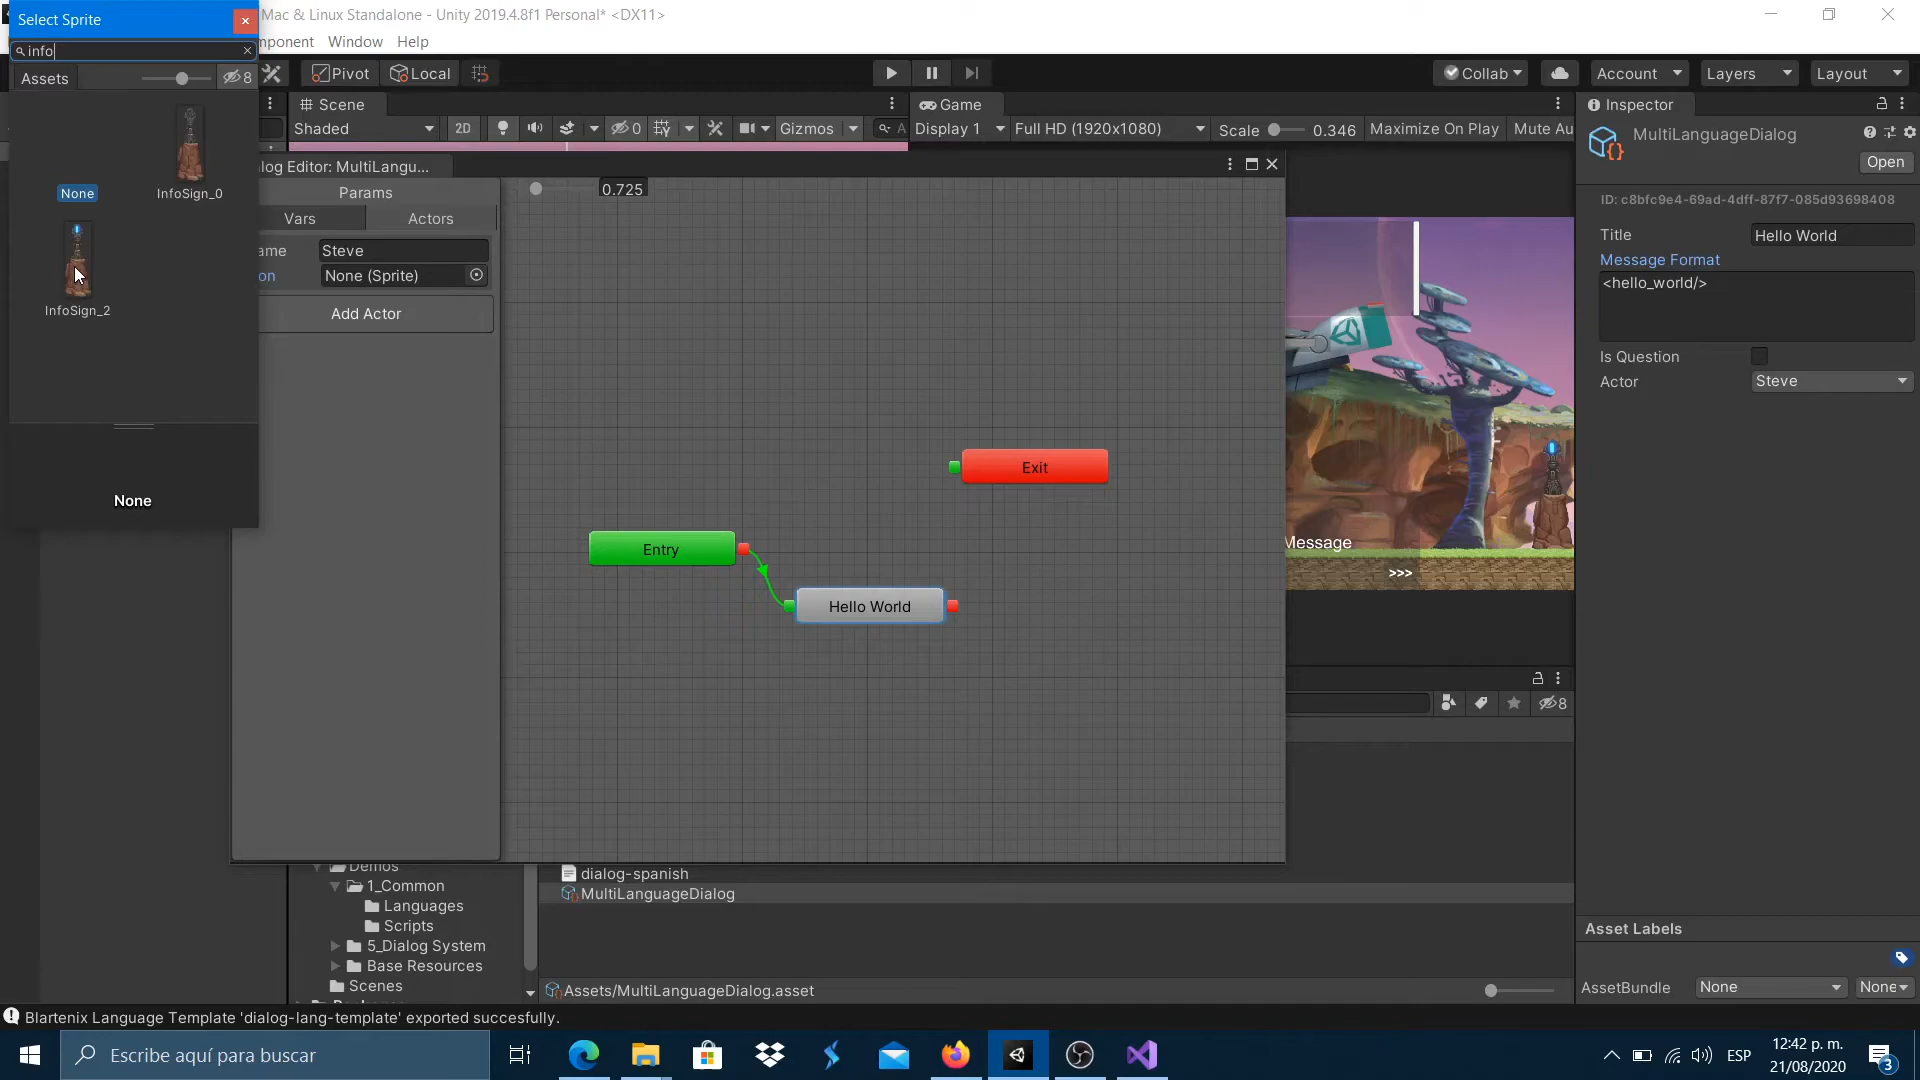 Select Sprite
Mac & Linux Standalone - Unity 2019.4.8f1 Personal* <DX11>
info
mponent Window Help
Assets
8
Pivot
Local
Collab
Account
Layers
Layout
Scene
Game
Inspector
Shaded
2D
0
Gizmos
A
Display 1
Full HD (1920x1080)
Scale
0.346
Maximize On Play
Mute Au
MultiLanguageDialog
Open
None
InfoSign_0
InfoSign_2
None
alog Editor: MultiLangu...
Params
0.725
Vars
Actors
ame
Steve
on
None (Sprite)
Add Actor
Exit
Entry
Hello World
ID: c8bfc9e4-69ad-4dff-87f7-085d93698408
Title
Hello World
Message Format
<hello_world/>
Is Question
Actor
Steve
Message
>>>
8
Demos
1_Common
Languages
Scripts
5_Dialog System
Base Resources
Scenes
dialog-spanish
MultiLanguageDialog
Assets/MultiLanguageDialog.asset
Asset Labels
AssetBundle
None
None
Blartenix Language Template 'dialog-lang-template' exported succesfully.
Escribe aquí para buscar
ESP
12:42 p. m.
21/08/2020
3